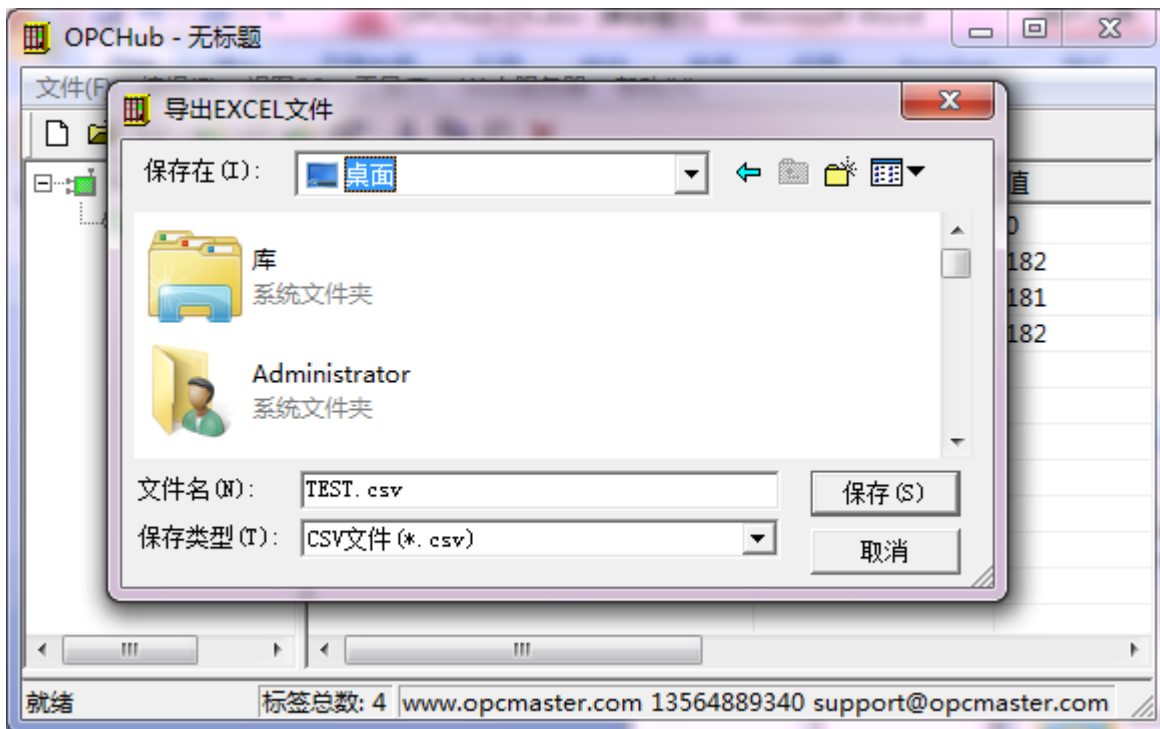 OPCHub - 无标题
文件(F)
导出EXCEL文件
保存在(I):
桌面
值
库
系统文件夹
0
182
181
182
Administrator
系统文件夹
文件名(N):
TEST.csv
保存(S)
保存类型(T):
CSV文件(*.csv)
取消
就绪
标签总数: 4
www.opcmaster.com 13564889340 support@opcmaster.com